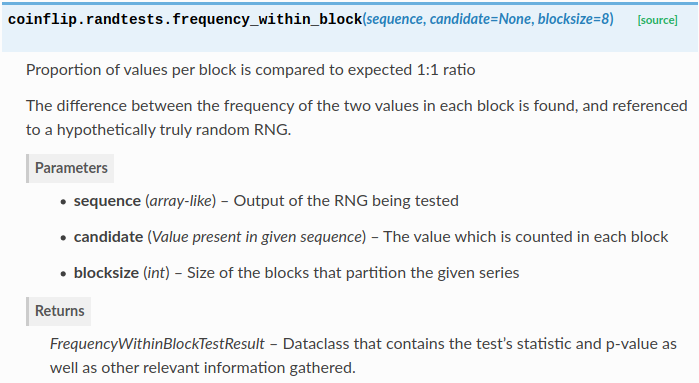 coinflip.randtests.frequency_within_block(sequence, candidate=None, blocksize=8) [source]
Proportion of values per block is compared to expected 1:1 ratio
The difference between the frequency of the two values in each block is found, and referenced
to a hypothetically truly random RNG.
Parameters
• sequence (array-like) – Output of the RNG being tested
• candidate (Value present in given sequence) – The value which is counted in each block
• blocksize (int) – Size of the blocks that partition the given series
Returns
FrequencyWithinBlockTestResult – Dataclass that contains the test's statistic and p-value as
well as other relevant information gathered.